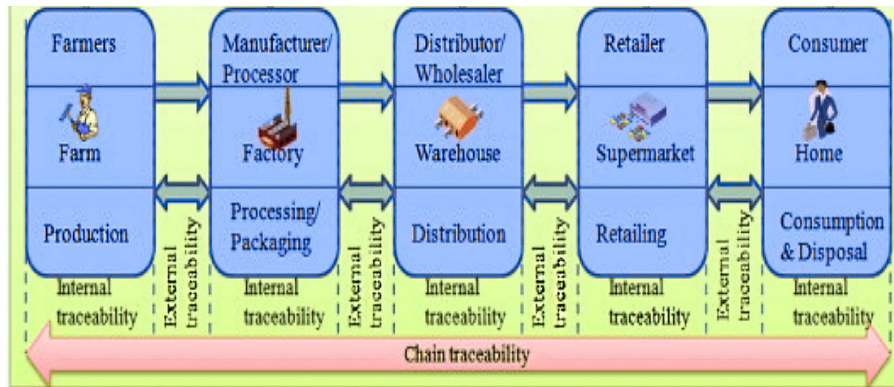 Farmers
Manufacturer/
Processor
Distributor/
Wholesaler
Retailer
Consumer
Farm
Factory
Warehouse
Supermarket
Home
Production
Processing/
Packaging
Distribution
Retailing
Consumption
& Disposal
Internal
traceability
External
traceability
Internal
traceability
External
traceability
Internal
traceability
External
traceability
Internal
traceability
External
traceability
Internal
traceability
Chain traceability